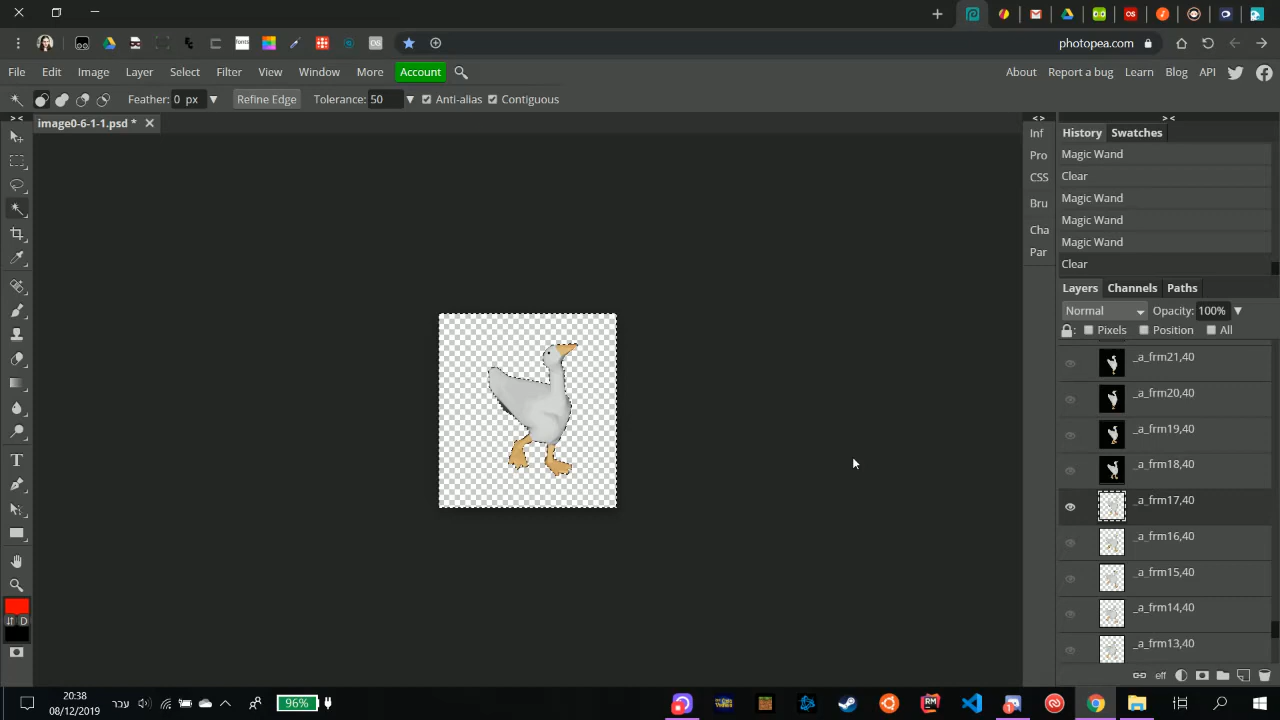 photopea.com
fonts
OS
OS
File Edit Image Layer Select Filter View Window More Account
About Report a bug Learn Blog API
Feather: 0 px Refine Edge Tolerance: 50 Anti-alias Contiguous
image0-6-1-1.psd *
> <
< >
> <
Inf
Pro
CSS
Bru
Cha
Par
History Swatches
Magic Wand
Clear
Magic Wand
Magic Wand
Magic Wand
Clear
Layers Channels Paths
Normal Opacity: 100%
Pixels Position All
_a_frm21,40
_a_frm20,40
_a_frm19,40
_a_frm18,40
_a_frm17,40
_a_frm16,40
_a_frm15,40
_a_frm14,40
_a_frm13,40
eff
T
D
20:38
08/12/2019
עבר
96%